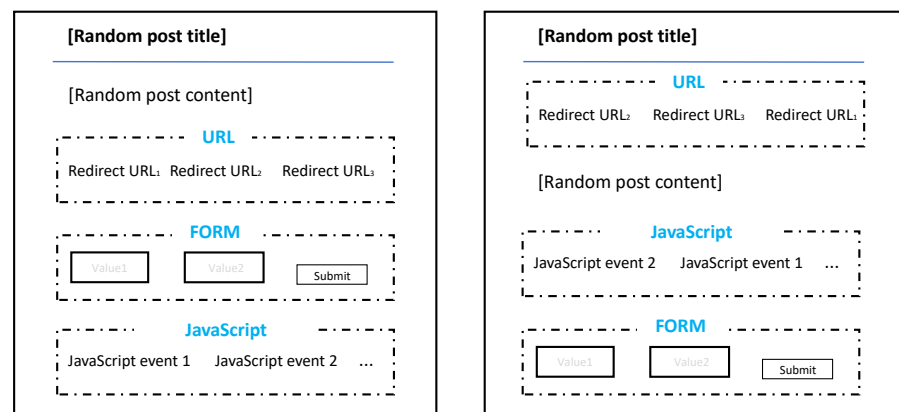 [Random post title]
[Random post content]
URL
Redirect URL₁ Redirect URL₂ Redirect URL₃
FORM
Value1 Value2 Submit
JavaScript
JavaScript event 1 JavaScript event 2 ...
[Random post title]
URL
Redirect URL₂ Redirect URL₃ Redirect URL₁
[Random post content]
JavaScript
JavaScript event 2 JavaScript event 1 ...
FORM
Value1 Value2 Submit